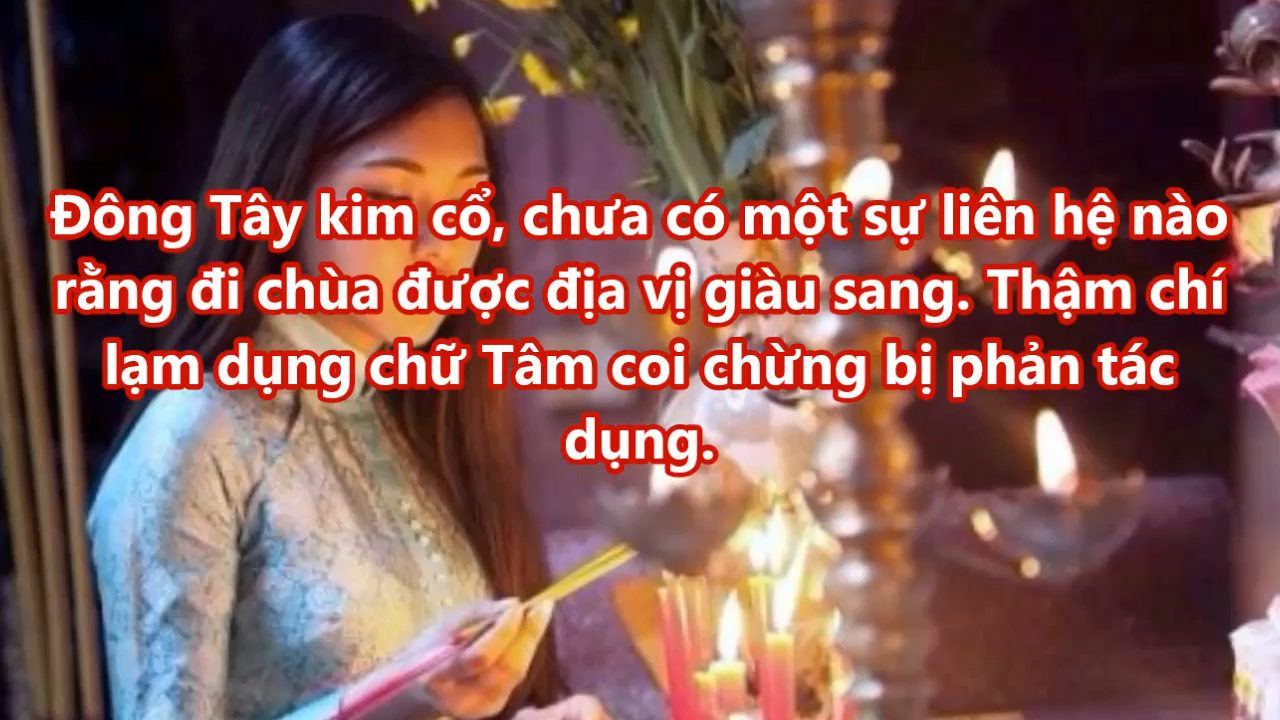 Đông Tây kim cổ, chưa có một sự liên hệ nào
rằng đi chùa được địa vị giàu sang. Thậm chí
lạm dụng chữ Tâm coi chừng bị phản tác
dụng.